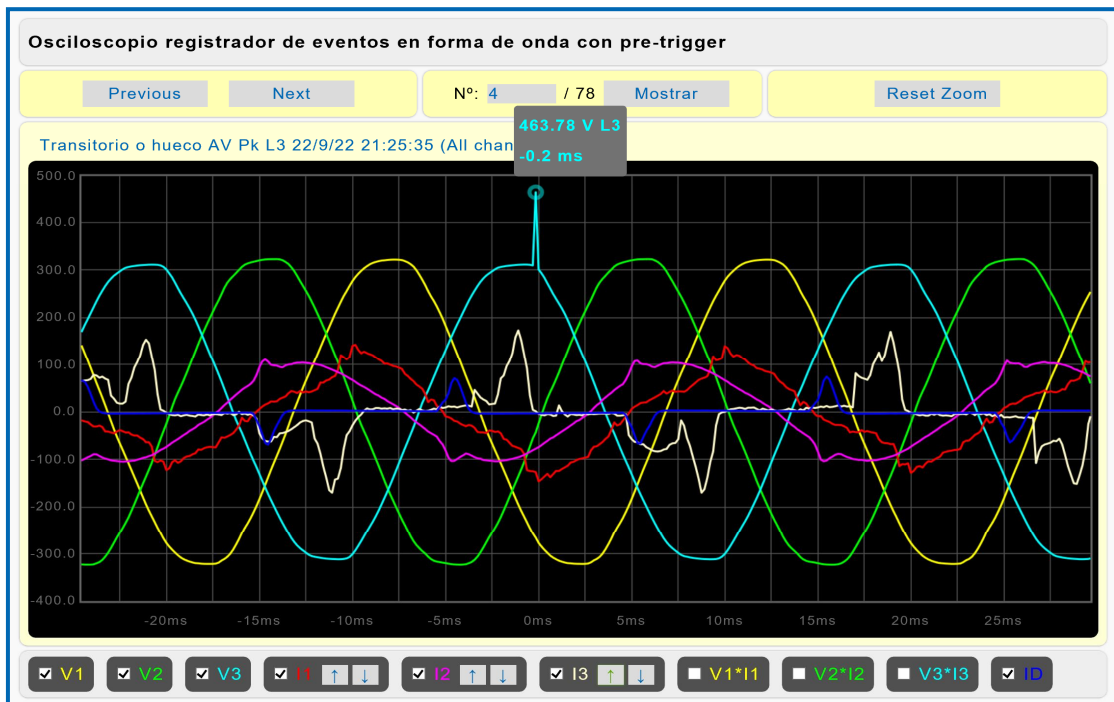 Osciloscopio registrador de eventos en forma de onda con pre-trigger
Previous Next Nº: 4 / 78 Mostrar Reset Zoom
463.78 V L3
-0.2 ms
Transitorio o hueco AV Pk L3 22/9/22 21:25:35 (All chan
500.0
400.0
300.0
200.0
100.0
0.0
-100.0
-200.0
-300.0
-400.0
-20ms -15ms -10ms -5ms 0ms 5ms 10ms 15ms 20ms 25ms
V1 V2 V3 I1 ↑ ↓ I2 ↑ ↓ I3 ↑ ↓ V1*I1 V2*I2 V3*I3 ID